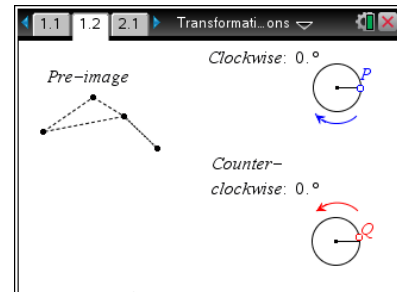 1.1 1.2 2.1 Transformati...ons
Clockwise: 0.°
Pre-image
P
Counter-
clockwise: 0.°
Q